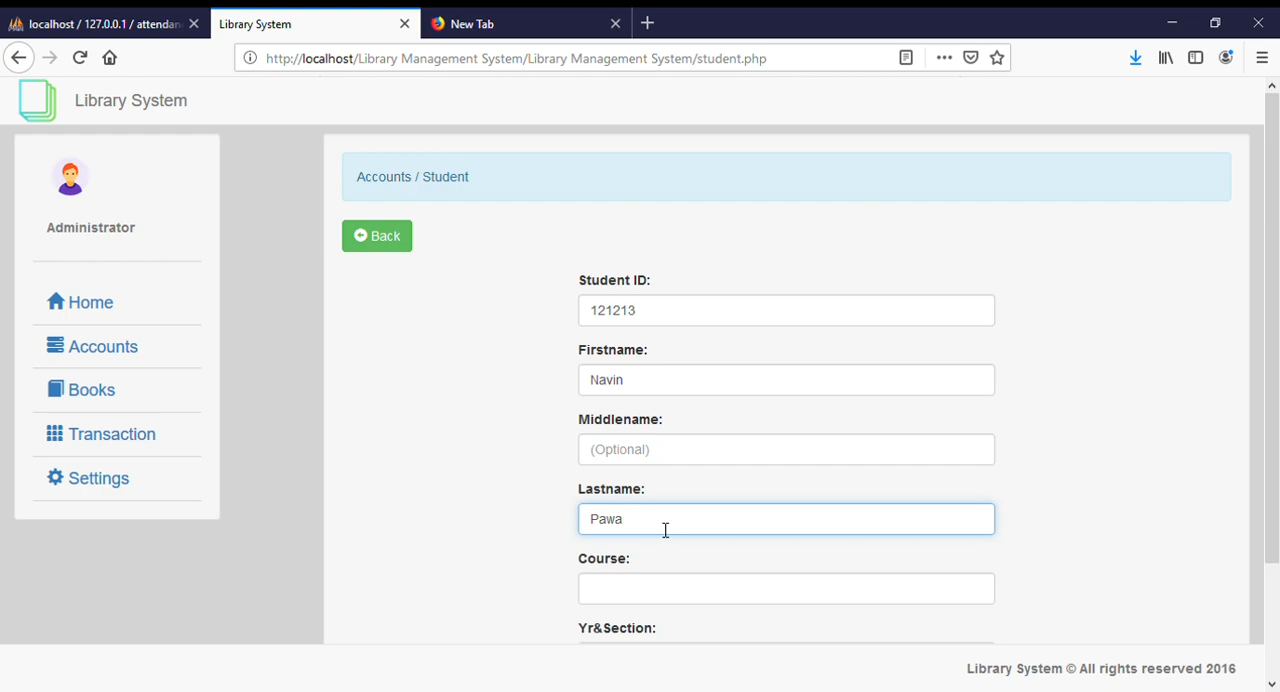 localhost / 127.0.0.1 / attendan
Library System
New Tab
http://localhost/Library Management System/Library Management System/student.php
Library System
Administrator
Home
Accounts
Books
Transaction
Settings
Accounts / Student
Back
Student ID:
121213
Firstname:
Navin
Middlename:
(Optional)
Lastname:
Pawa
Course:
Yr&Section:
Library System © All rights reserved 2016